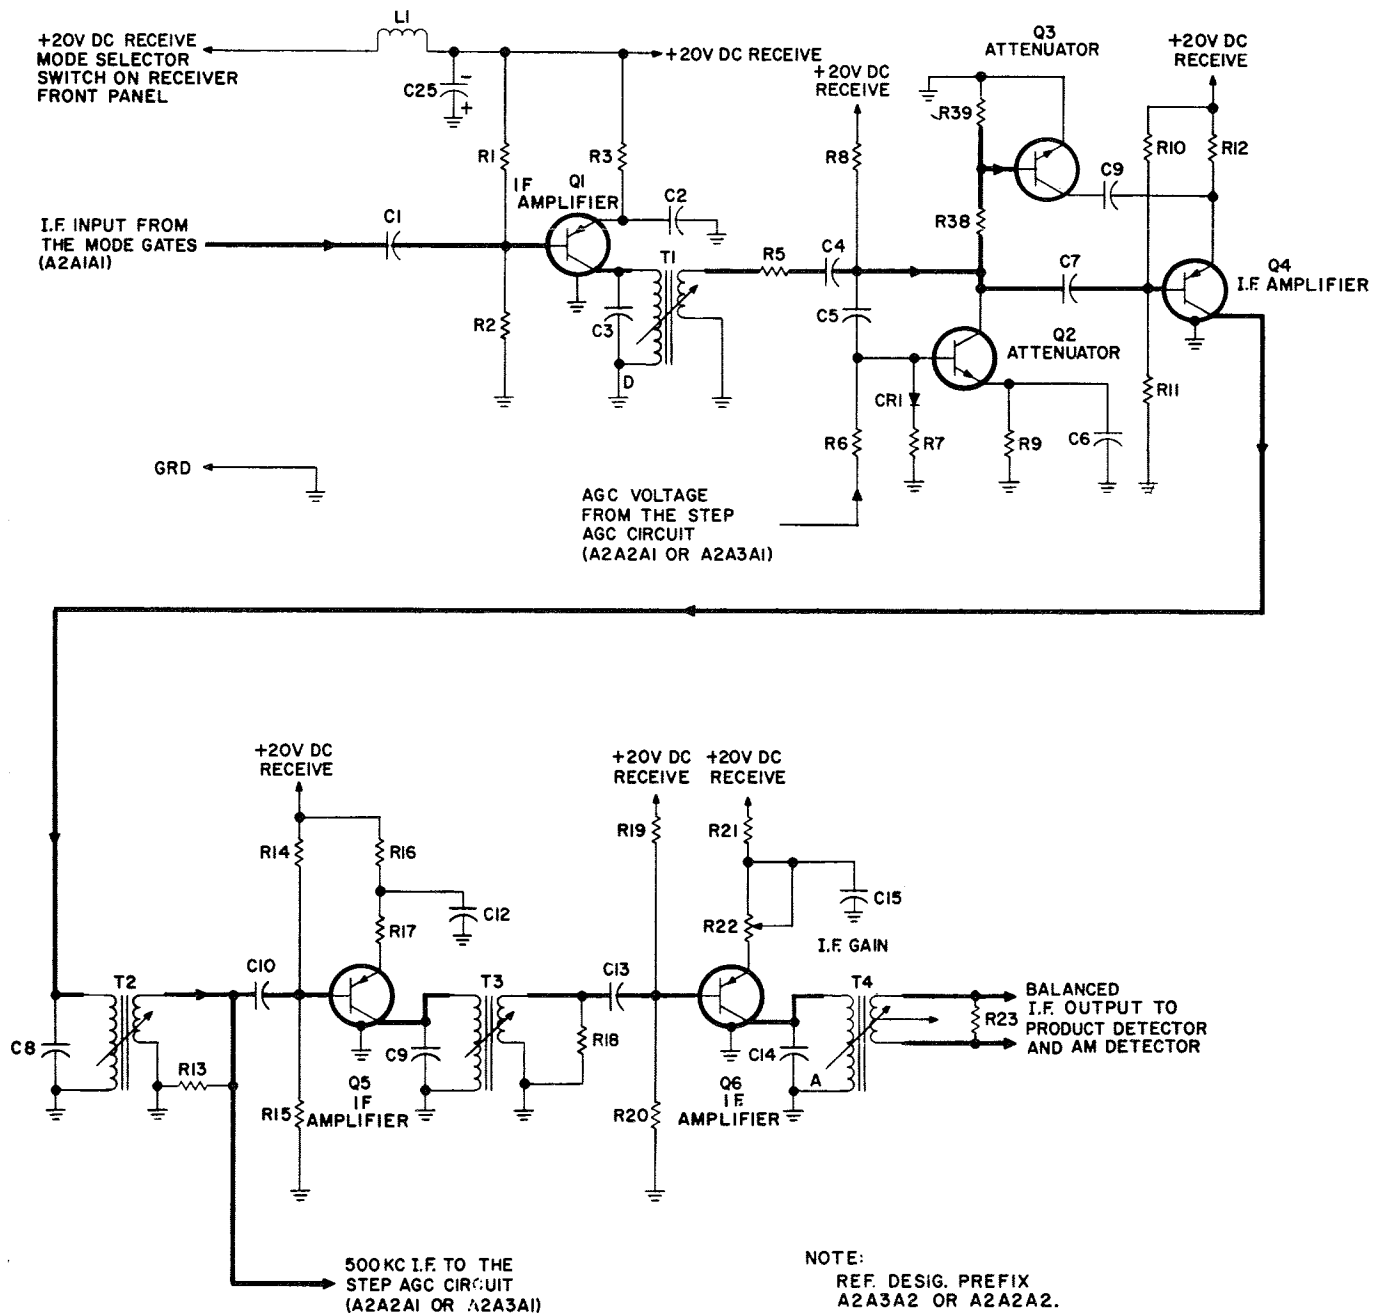 L1
+20V DC RECEIVE
MODE SELECTOR
SWITCH ON RECEIVER
FRONT PANEL
C25
-
+
+20V DC RECEIVE
R1
R3
IF
AMPLIFIER
Q1
C2
I.F. INPUT FROM
THE MODE GATES
(A2A1A1)
C1
R2
C3
D
T1
R5
C4
+20V DC
RECEIVE
R8
C5
R6
CR1
R7
Q2
ATTENUATOR
R9
C6
Q3
ATTENUATOR
R39
R38
C9
C7
+20V DC
RECEIVE
R10
R12
R11
Q4
I.F. AMPLIFIER
GRD
AGC VOLTAGE
FROM THE STEP
AGC CIRCUIT
(A2A2A1 OR A2A3A1)
+20V DC
RECEIVE
R14
R16
R17
C12
+20V DC
RECEIVE
+20V DC
RECEIVE
R19
R21
C15
R22
I.F. GAIN
T2
C10
T3
C13
T4
C8
R13
R15
Q5
IF
AMPLIFIER
C9
R18
R20
Q6
I.F.
AMPLIFIER
C14
A
R23
BALANCED
I.F. OUTPUT TO
PRODUCT DETECTOR
AND AM DETECTOR
500 KC I.F. TO THE
STEP AGC CIRCUIT
(A2A2A1 OR A2A3A1)
NOTE:
REF. DESIG. PREFIX
A2A3A2 OR A2A2A2.